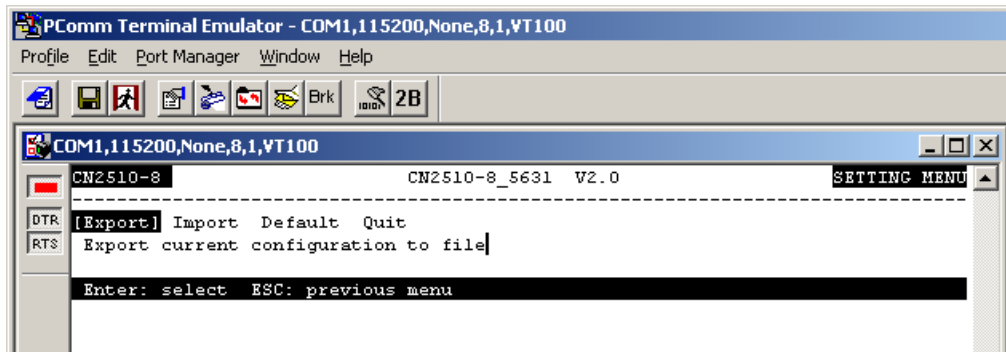 PComm Terminal Emulator - COM1,115200,None,8,1,VT100
Profile Edit Port Manager Window Help
Brk 2B
COM1,115200,None,8,1,VT100
CN2510-8 CN2510-8_5631 V2.0 SETTING MENU
------------------------------------------------------------------------
DTR [Export] Import Default Quit
RTS Export current configuration to file
Enter: select ESC: previous menu